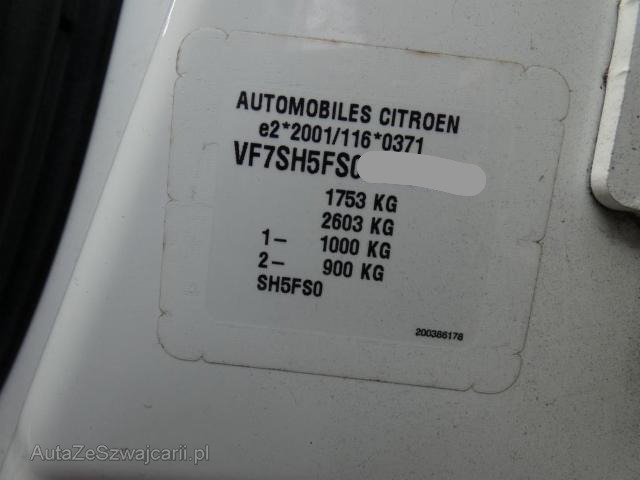 AUTOMOBILES CITROEN
e2*2001/116*0371
VF7SH5FS0
1753 KG
2603 KG
1- 1000 KG
2- 900 KG
SH5FS0
200386178
AutaZeSzwajcarii.pl